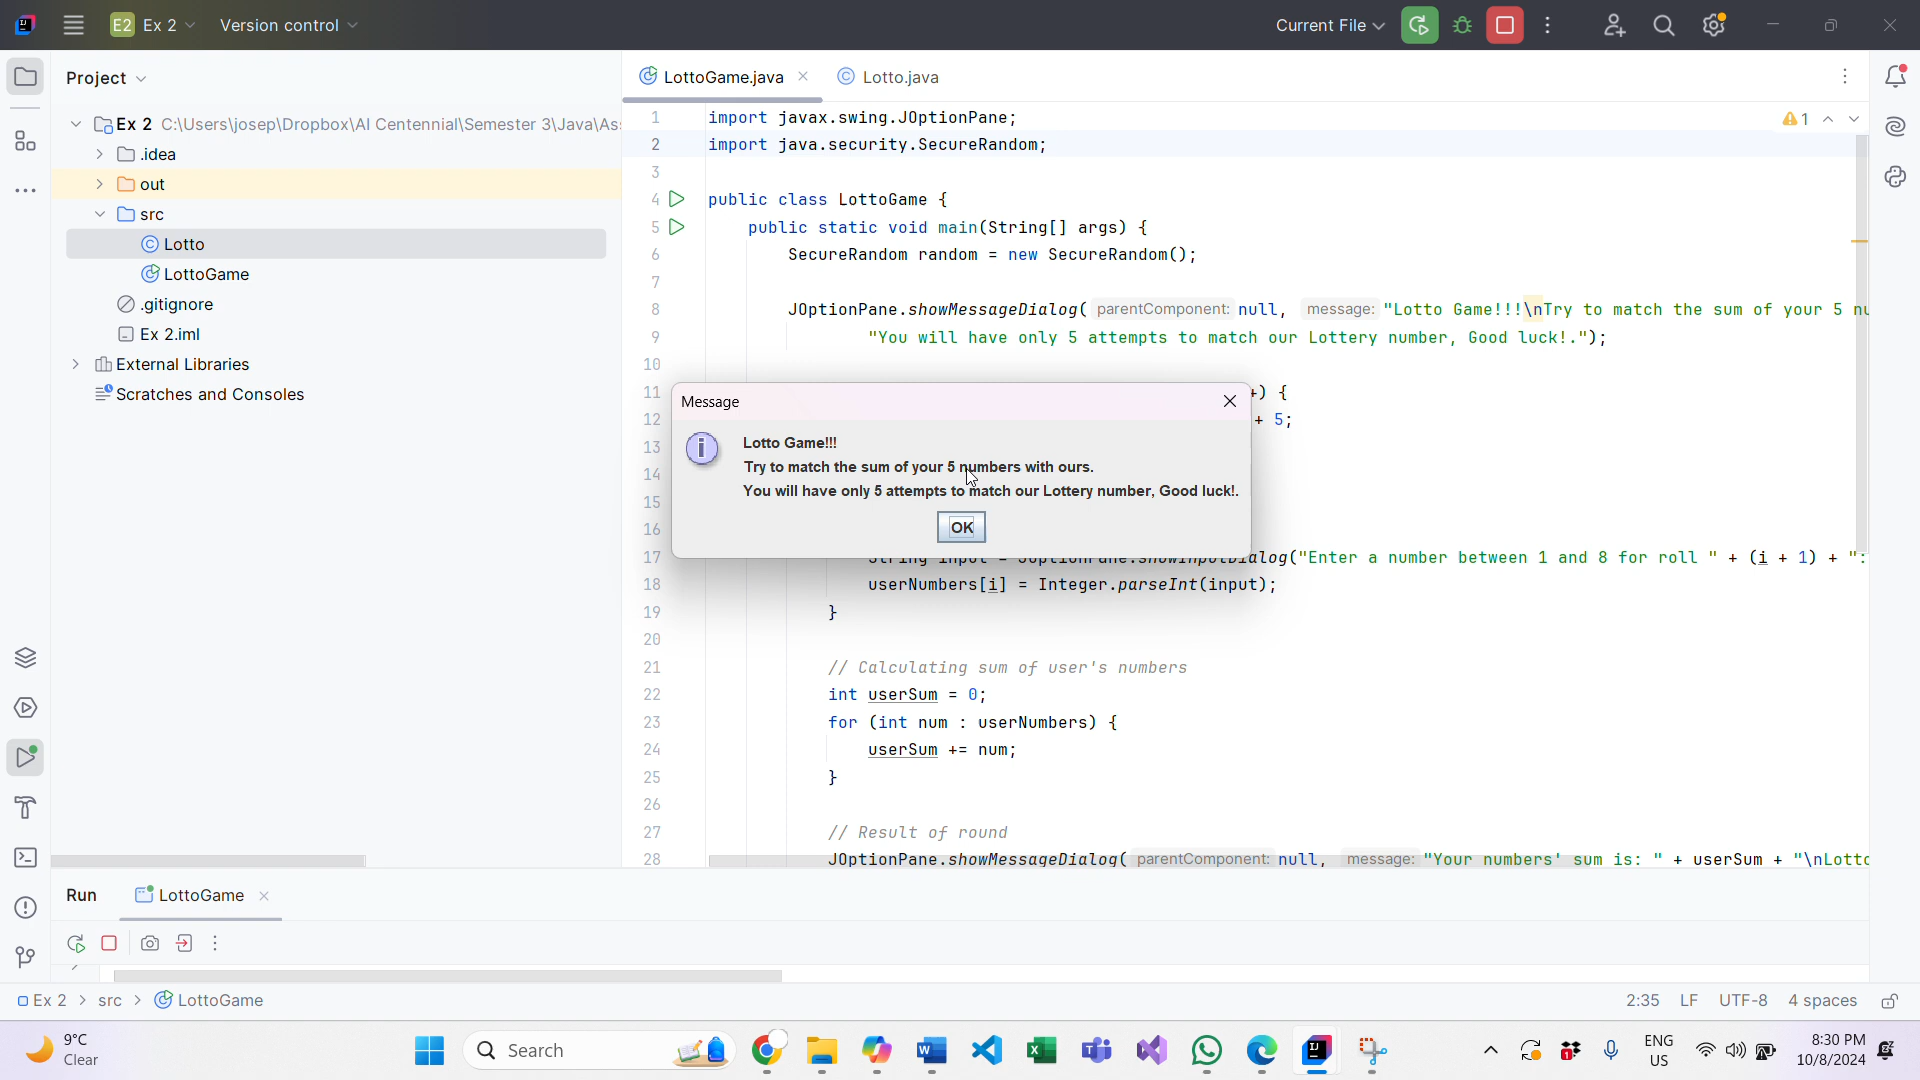 E2 Ex 2 Version control Current File
Project
Ex 2 C:\Users\josep\Dropbox\AI Centennial\Semester 3\Java\As
.idea
out
src
Lotto
LottoGame
.gitignore
Ex 2.iml
External Libraries
Scratches and Consoles
LottoGame.java Lotto.java
1
1 import javax.swing.JOptionPane;
2 import java.security.SecureRandom;
3
4 public class LottoGame {
5 public static void main(String[] args) {
6 SecureRandom random = new SecureRandom();
7
8 JOptionPane.showMessageDialog( parentComponent: null, message: "Lotto Game!!!\nTry to match the sum of your 5
9 "You will have only 5 attempts to match our Lottery number, Good luck!.");
10
11 +) {
12 + 5;
13
14
15
16
Message
Lotto Game!!!
Try to match the sum of your 5 numbers with ours.
You will have only 5 attempts to match our Lottery number, Good luck!.
OK
17 String input = JOptionPane.showInputDialog("Enter a number between 1 and 8 for roll " + (i + 1) + ":
18 userNumbers[i] = Integer.parseInt(input);
19 }
20
21 // Calculating sum of user's numbers
22 int userSum = 0;
23 for (int num : userNumbers) {
24 userSum += num;
25 }
26
27 // Result of round
28 JOptionPane.showMessageDialog( parentComponent: null, message: "Your numbers' sum is: " + userSum + "\nLotto
Run LottoGame
Ex 2 > src > LottoGame
2:35 LF UTF-8 4 spaces
9°C
Clear
Search
ENG
US
8:30 PM
10/8/2024